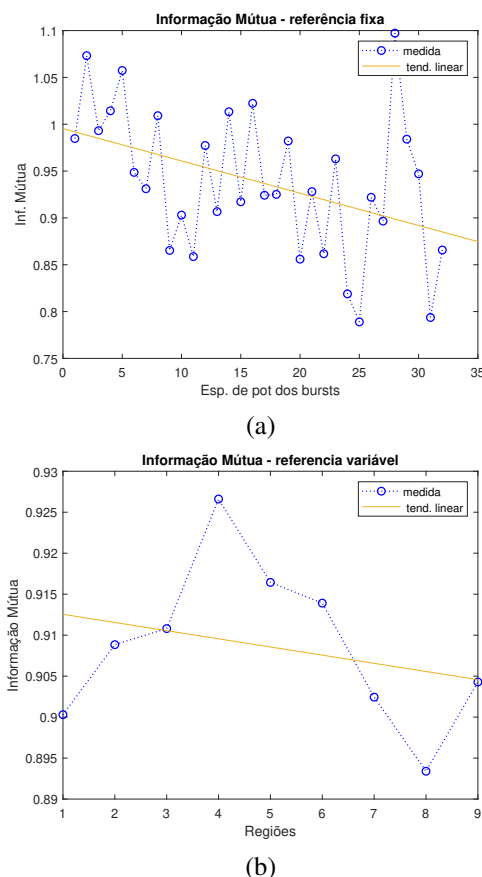 Informação Mútua - referência fixa
1.1
1.05
1
0.95
0.9
0.85
0.8
0.75
Inf. Mútua
medida
tend. linear
0 5 10 15 20 25 30 35
Esp. de pot dos bursts
(a)
Informação Mútua - referencia variável
0.93
0.925
0.92
0.915
0.91
0.905
0.9
0.895
0.89
Informação Mútua
medida
tend. linear
1 2 3 4 5 6 7 8 9
Regiões
(b)